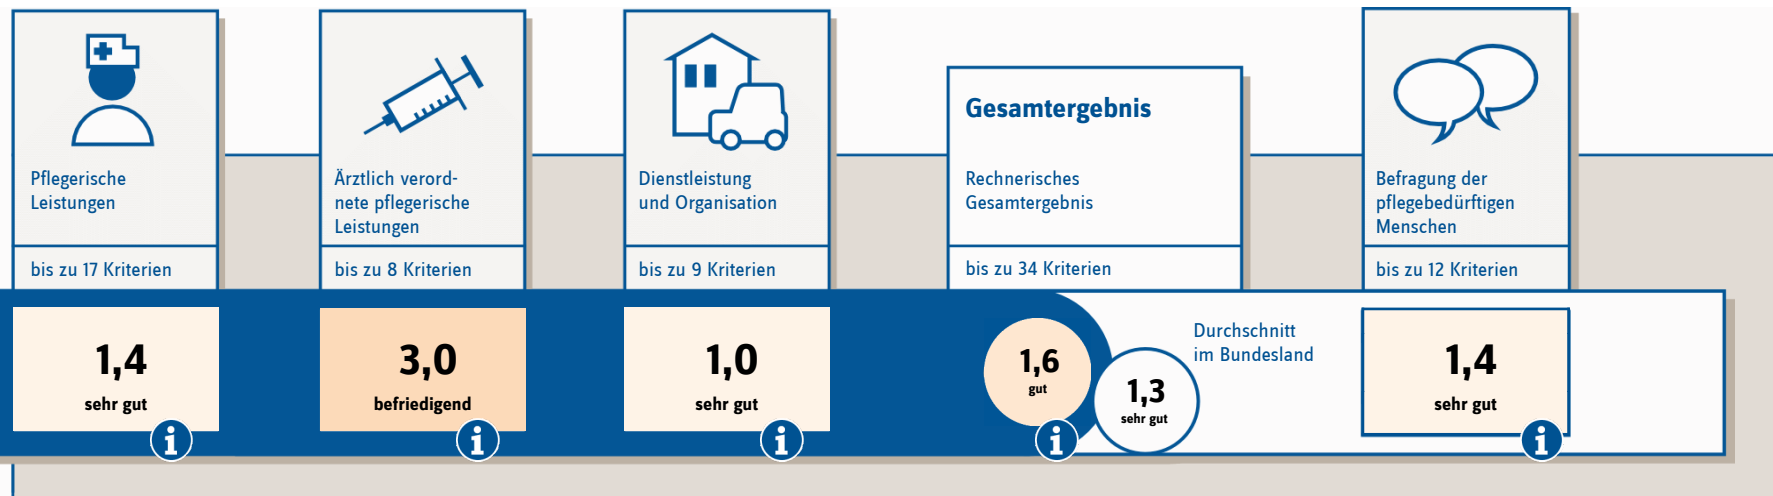 Pflegerische
Leistungen
bis zu 17 Kriterien
1,4
sehr gut
i
Ärztlich verord-
nete pflegerische
Leistungen
bis zu 8 Kriterien
3,0
befriedigend
i
Dienstleistung
und Organisation
bis zu 9 Kriterien
1,0
sehr gut
i
Gesamtergebnis
Rechnerisches
Gesamtergebnis
bis zu 34 Kriterien
1,6
gut
i
1,3
sehr gut
Durchschnitt
im Bundesland
Befragung der
pflegebedürftigen
Menschen
bis zu 12 Kriterien
1,4
sehr gut
i